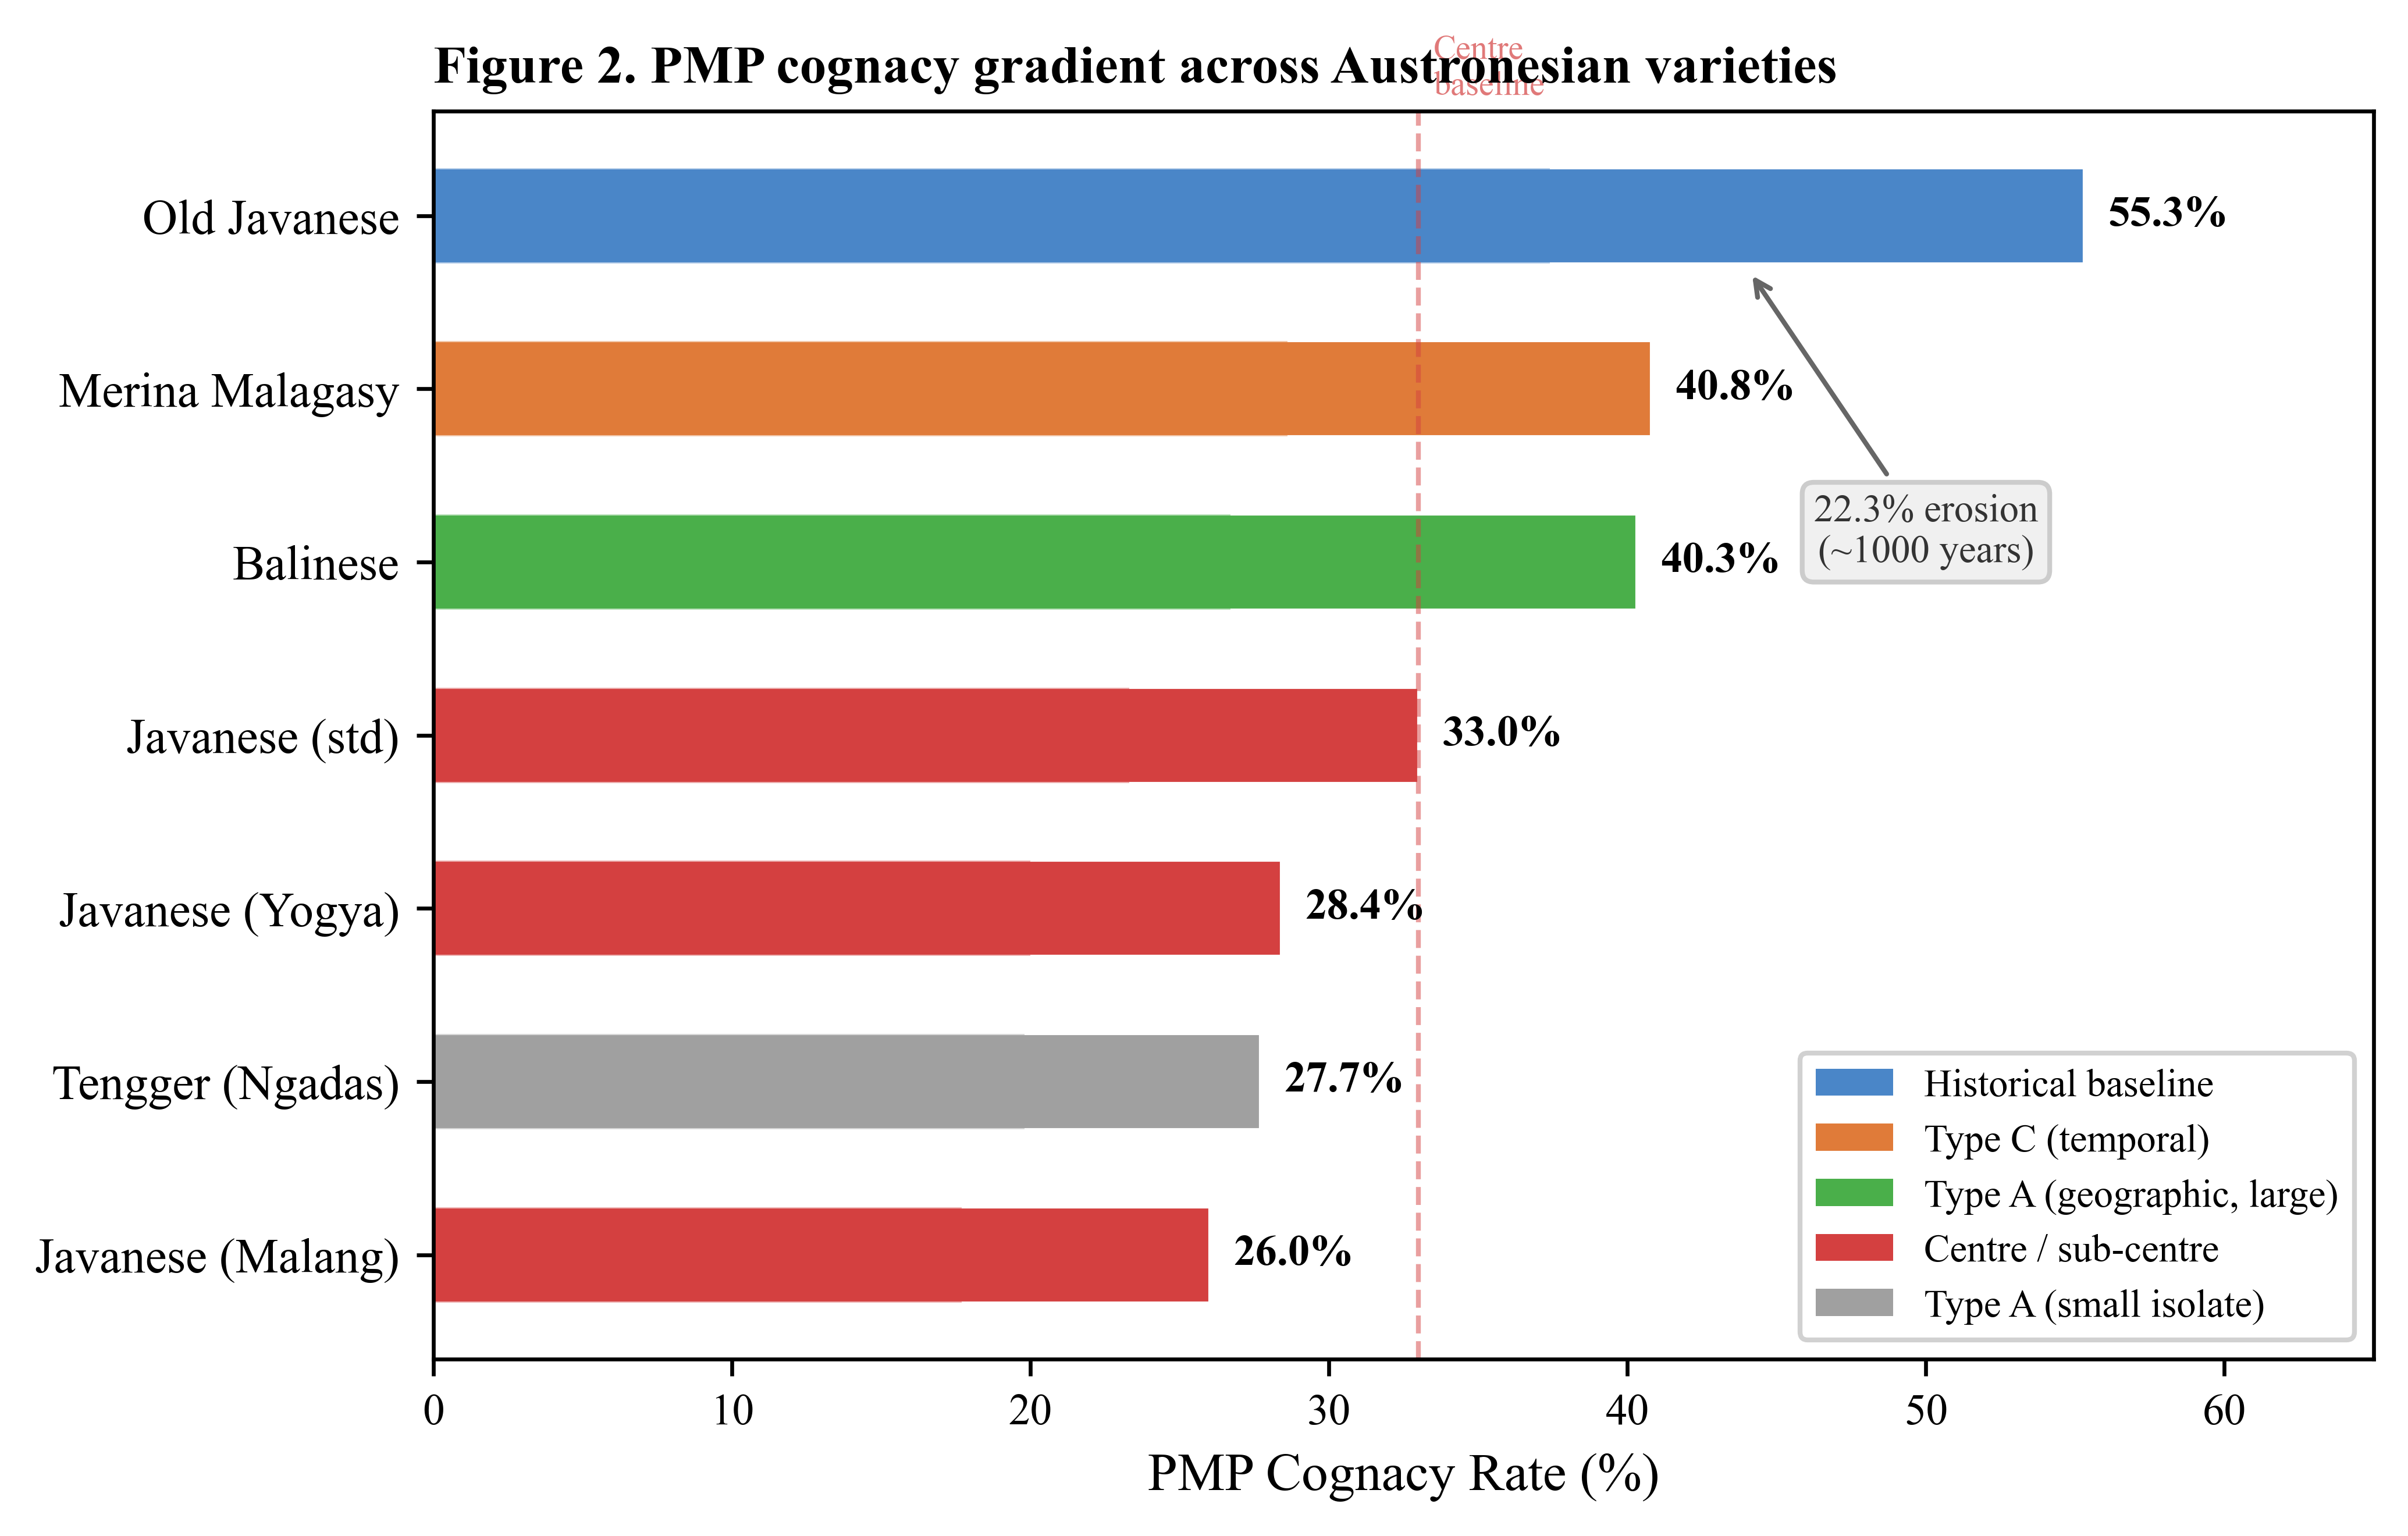 Figure 2. PMP cognacy gradient across Austronesian varieties
Centre
baseline
Old Javanese
55.3%
Merina Malagasy
40.8%
22.3% erosion
(~1000 years)
Balinese
40.3%
Javanese (std)
33.0%
Javanese (Yogya)
28.4%
Tengger (Ngadas)
27.7%
Javanese (Malang)
26.0%
Historical baseline
Type C (temporal)
Type A (geographic, large)
Centre / sub-centre
Type A (small isolate)
0 10 20 30 40 50 60
PMP Cognacy Rate (%)